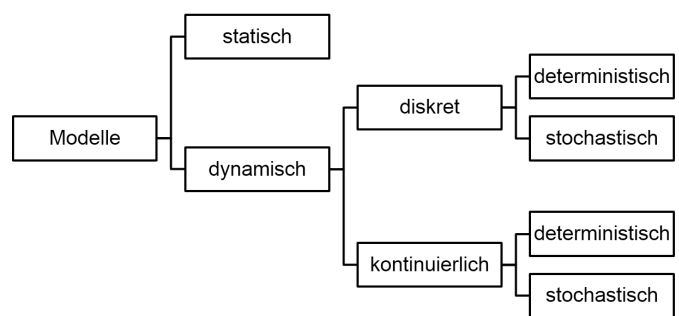 Modelle
statisch
dynamisch
diskret
deterministisch
stochastisch
kontinuierlich
deterministisch
stochastisch